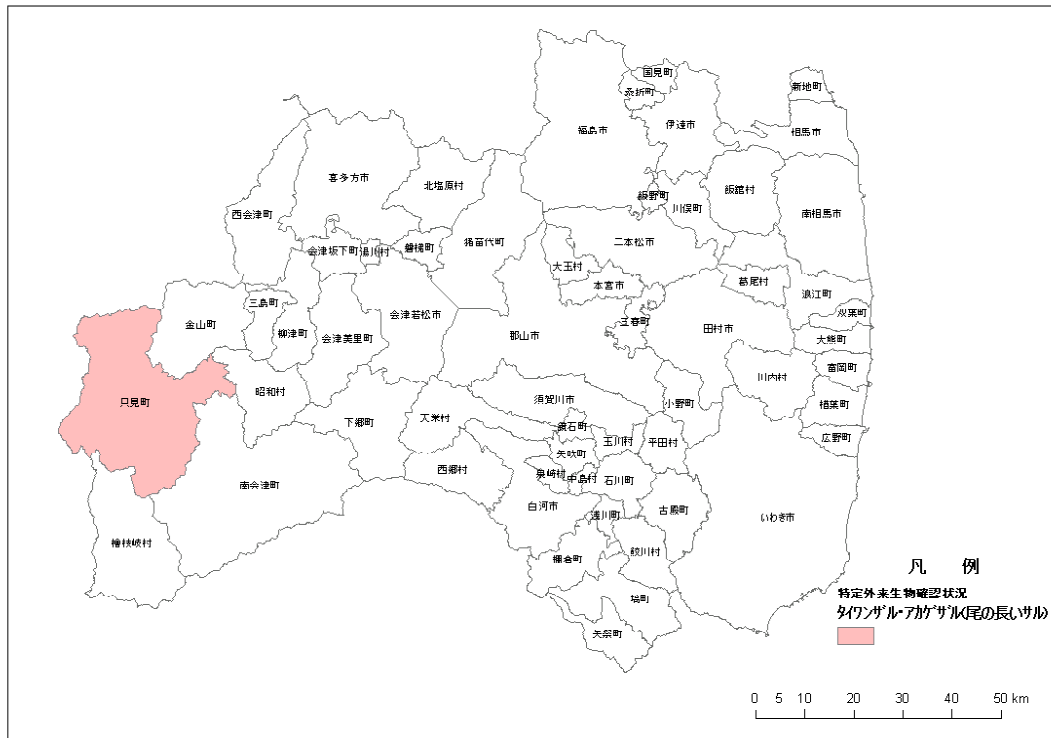 国見町
桑折町
新地町
福島市
伊達市
相馬市
喜多方市
北塩原村
飯野町
川俣町
飯舘村
南相馬市
西会津町
会津坂下町
湯川村
磐梯町
猪苗代町
二本松市
大玉村
本宮市
葛尾村
浪江町
双葉町
三島町
金山町
柳津町
会津美里町
会津若松市
郡山市
三春町
田村市
大熊町
富岡町
川内村
楢葉町
広野町
只見町
昭和村
下郷町
天栄村
須賀川市
鏡石町
玉川村
平田村
小野町
矢吹町
西郷村
泉崎村
中島村
石川町
南会津町
白河市
浅川町
古殿町
いわき市
檜枝岐村
棚倉町
鮫川村
塙町
矢祭町
凡 例
特定外来生物確認状況
タイワンザル・アカゲザル(尾の長いサル)
0 5 10 20 30 40 50 km